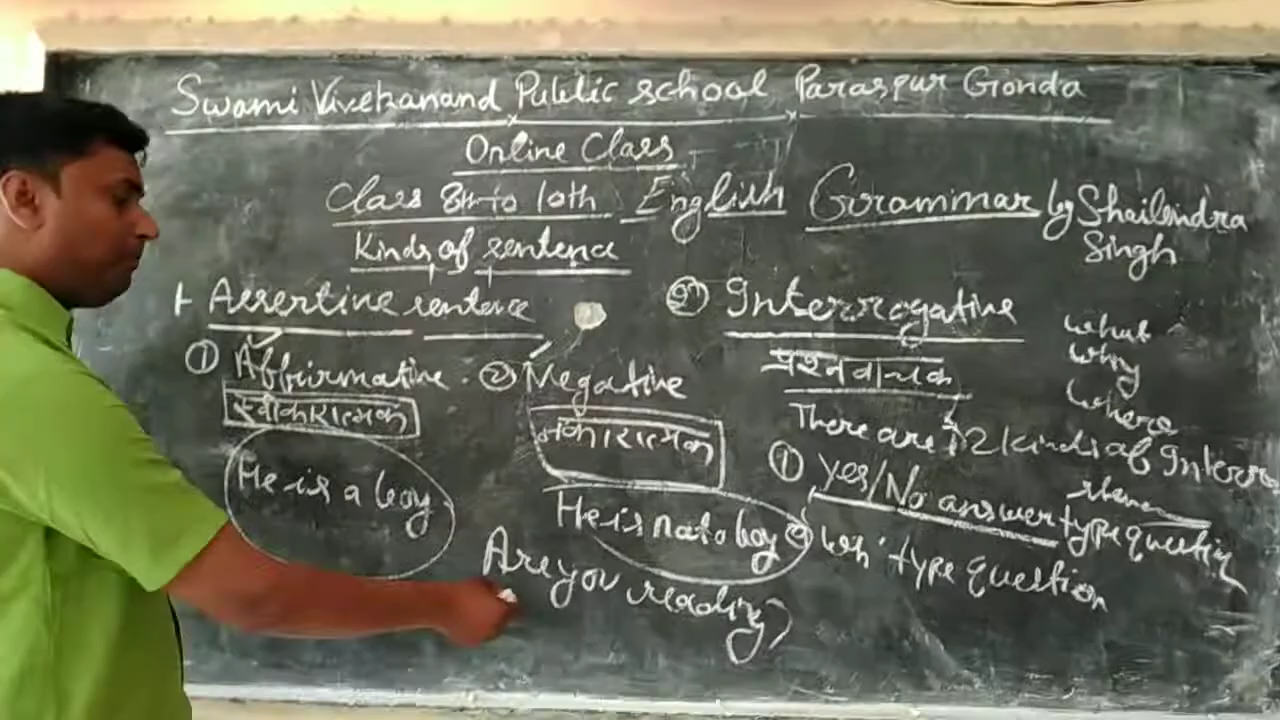 Swami Vivekanand Public school Paraspur Gonda
Online Class
Class 8th to 10th English Grammar by Shailendra Singh
Kinds of sentence
1- Assertive sentence
① Affirmative
स्वीकारात्मक
He is a boy
② Negative
नकारात्मक
He is not a boy
Are you reading?
② Interrogative
प्रश्नवाचक
what
why
where
There are 2 kinds of Interro
① Yes/No answer type question
② 'wh' type question